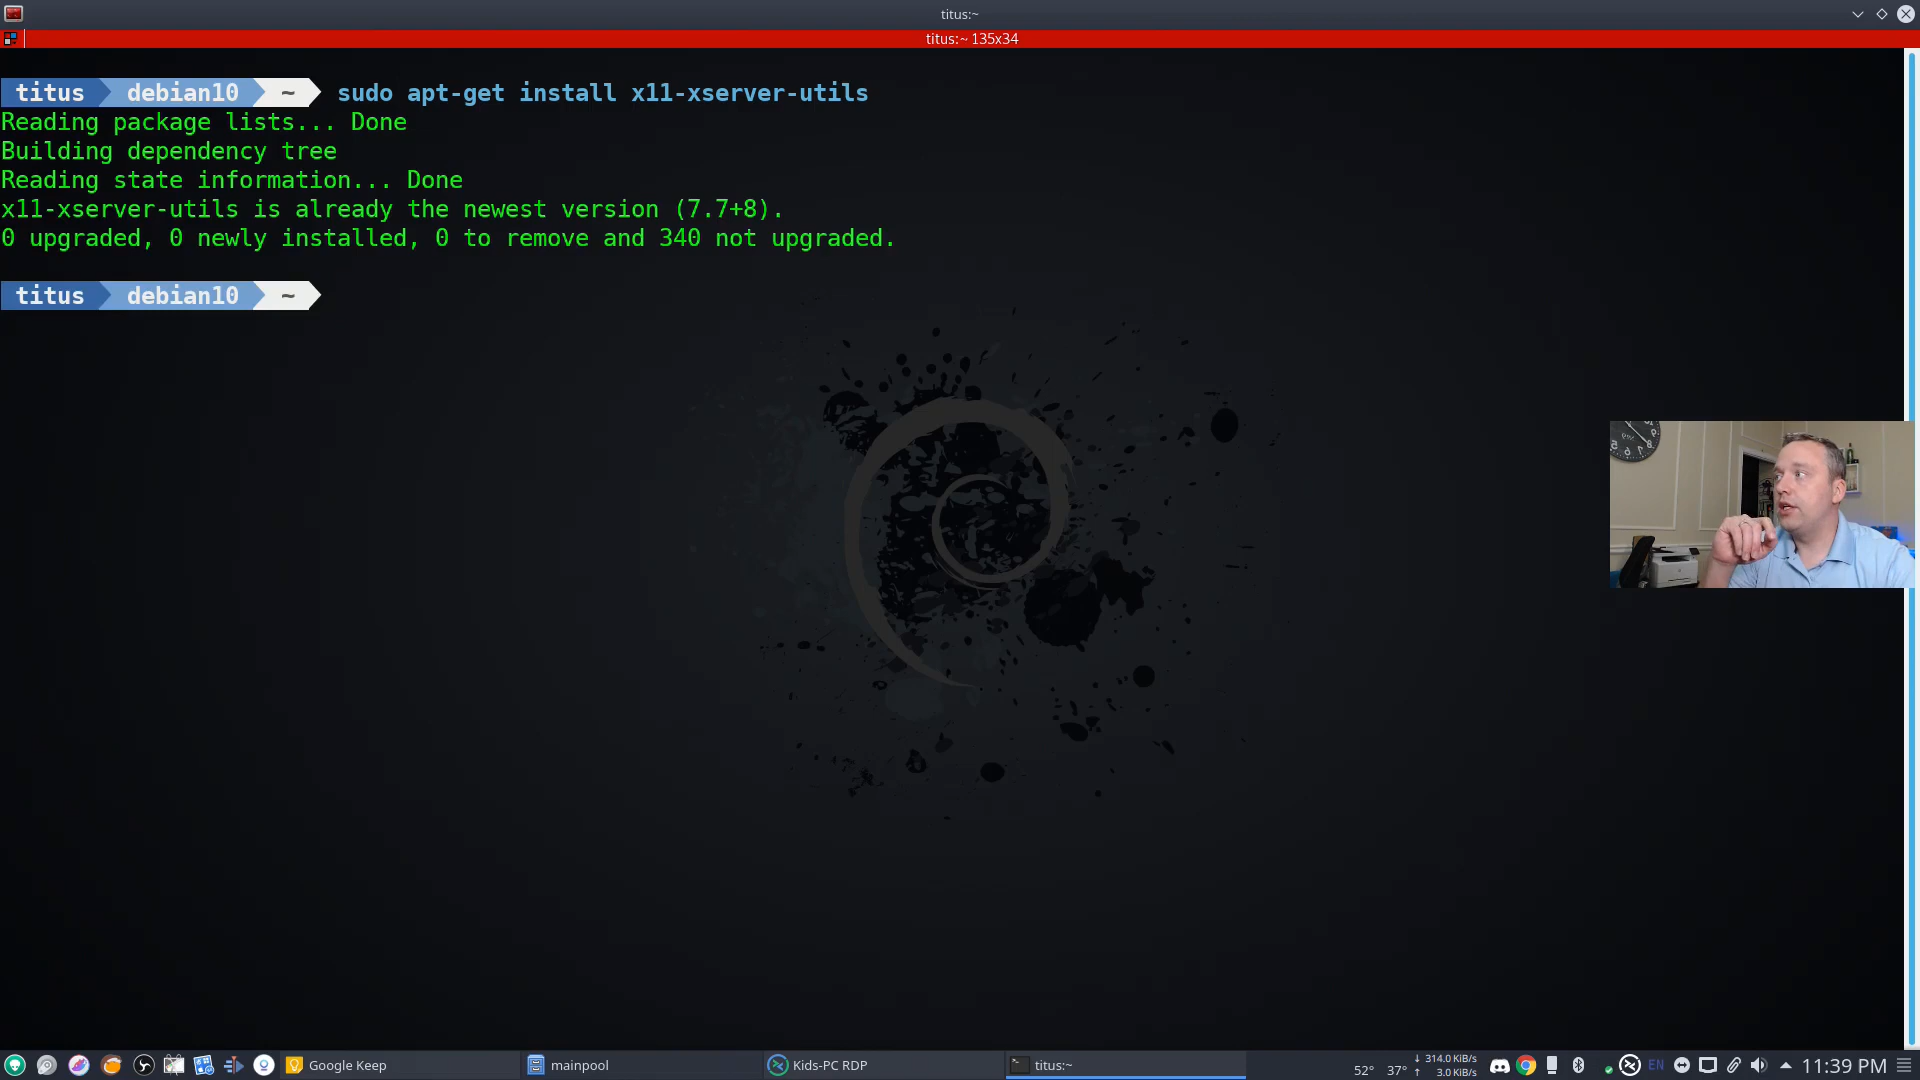 titus:~
titus:~ 135x34
titus debian10 ~ sudo apt-get install x11-xserver-utils
Reading package lists... Done
Building dependency tree
Reading state information... Done
x11-xserver-utils is already the newest version (7.7+8).
0 upgraded, 0 newly installed, 0 to remove and 340 not upgraded.
titus debian10 ~
Google Keep
mainpool
Kids-PC RDP
titus:~
52° 37° ↓ 314.0 KiB/s
↑ 3.0 KiB/s
EN
11:39 PM